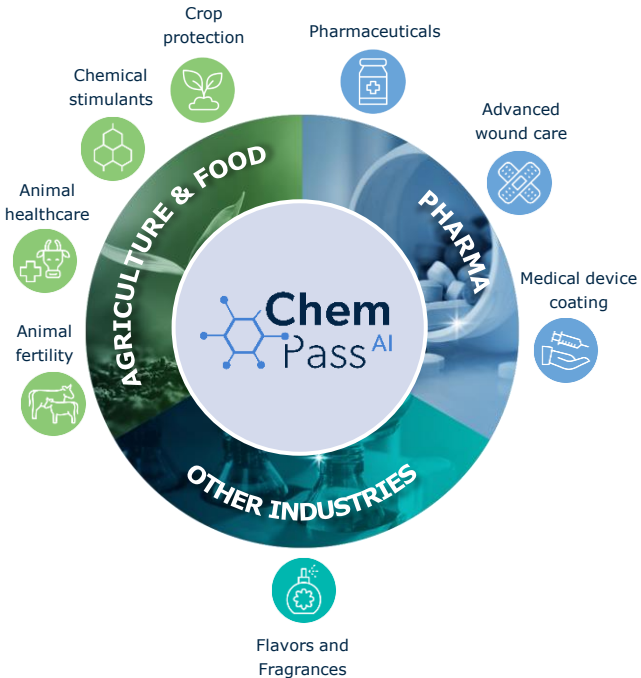 Crop
protection
Pharmaceuticals
Chemical
stimulants
Advanced
wound care
Animal
healthcare
Medical device
coating
Animal
fertility
AGRICULTURE & FOOD
PHARMA
Chem
Pass AI
OTHER INDUSTRIES
Flavors and
Fragrances